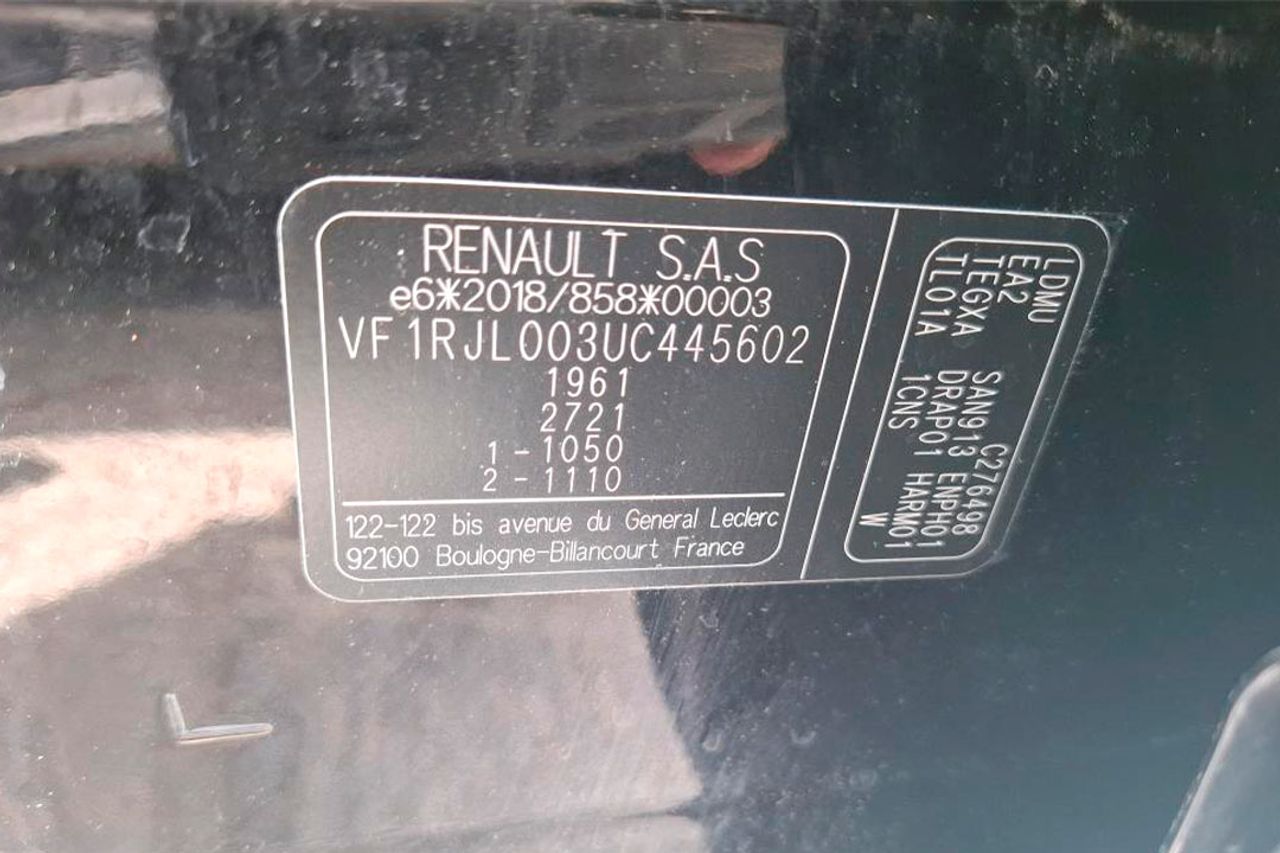 RENAULT S.A.S
e6*2018/858*00003
VF1RJL003UC445602
1961
2721
1 - 1050
2 - 1110
122-122 bis avenue du General Leclerc
92100 Boulogne-Billancourt France
LDMU C276498
EA2 SAN913 ENPH01
TEGXA DRAP01 HARM01
TL01A 1CNS W